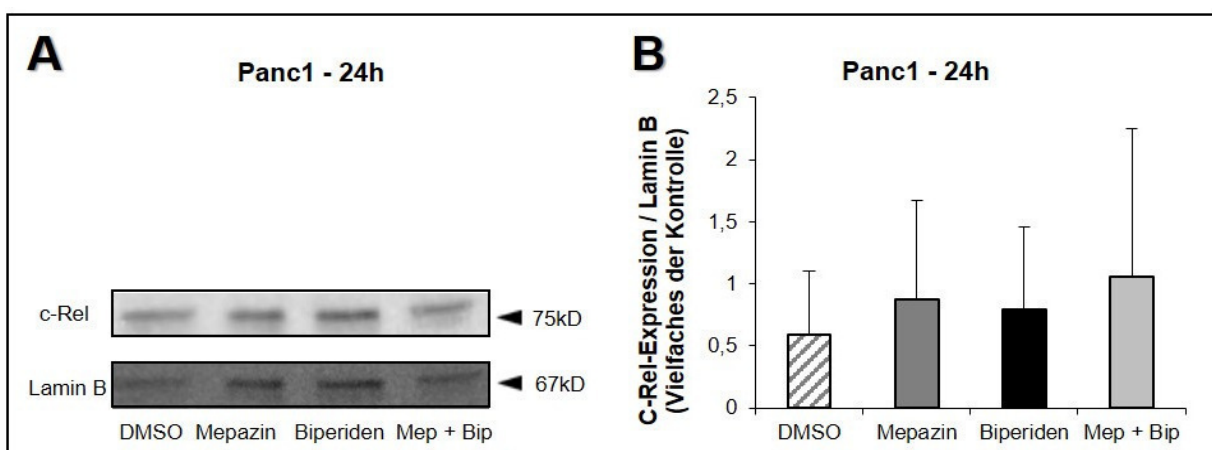 A
Panc1 - 24h
c-Rel
75kD
Lamin B
67kD
DMSO Mepazin Biperiden Mep + Bip
B
Panc1 - 24h
C-Rel-Expression / Lamin B
(Vielfaches der Kontrolle)
2,5
2
1,5
1
0,5
0
DMSO Mepazin Biperiden Mep + Bip